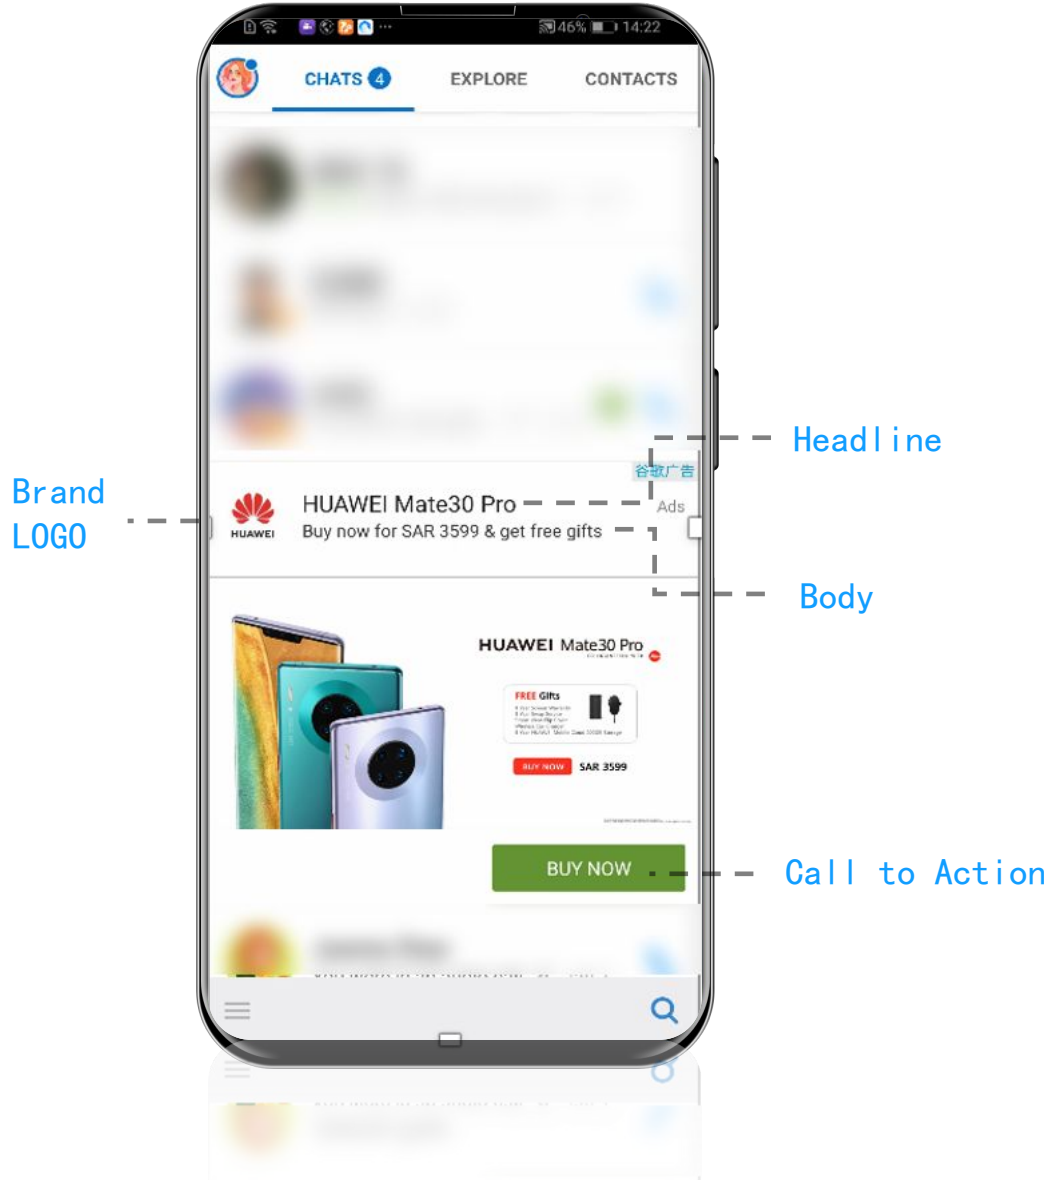 46% 14:22
CHATS 4 EXPLORE CONTACTS
谷歌广告
HUAWEI Mate30 Pro
Ads
Buy now for SAR 3599 & get free gifts
HUAWEI
Headline
Brand
LOGO
Body
HUAWEI Mate30 Pro
FREE Gifts
BUY NOW SAR 3599
BUY NOW
Call to Action